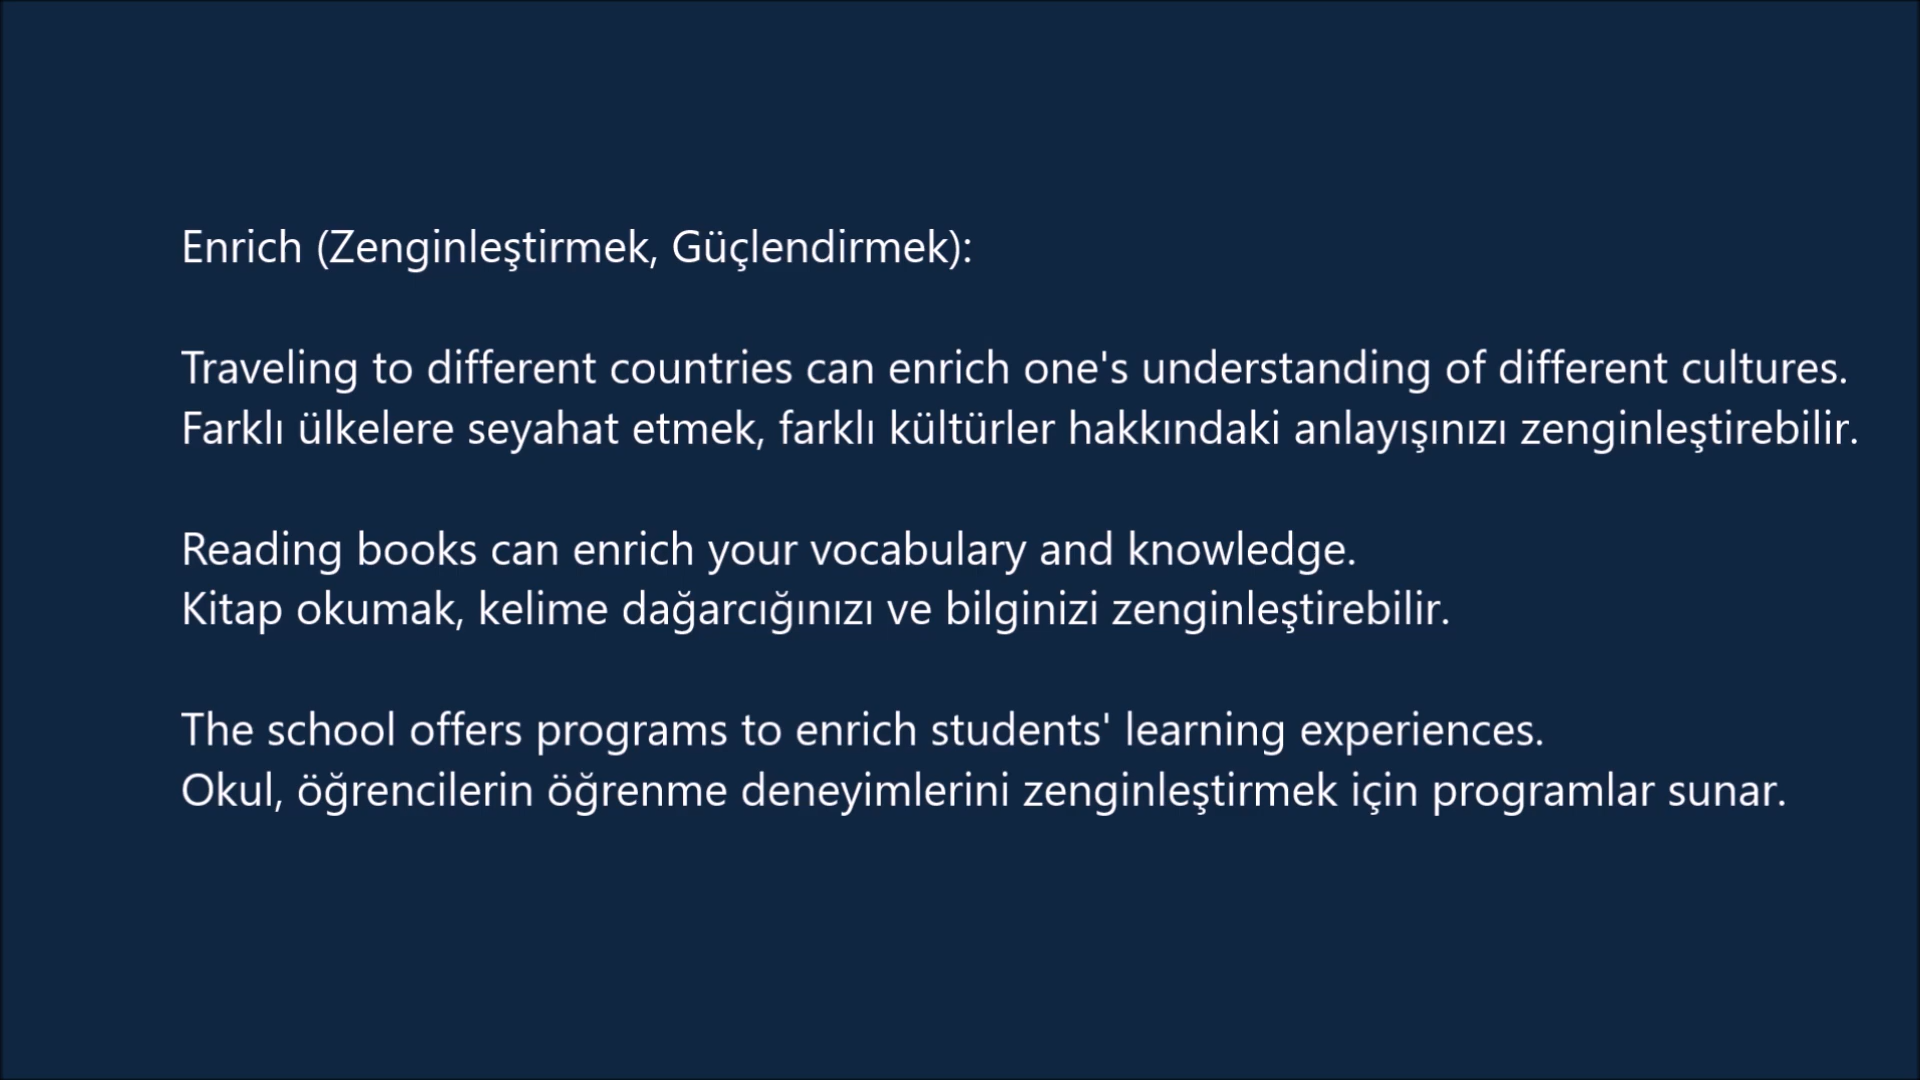 Enrich (Zenginleştirmek, Güçlendirmek):
Traveling to different countries can enrich one's understanding of different cultures.
Farklı ülkelere seyahat etmek, farklı kültürler hakkındaki anlayışınızı zenginleştirebilir.
Reading books can enrich your vocabulary and knowledge.
Kitap okumak, kelime dağarcığınızı ve bilginizi zenginleştirebilir.
The school offers programs to enrich students' learning experiences.
Okul, öğrencilerin öğrenme deneyimlerini zenginleştirmek için programlar sunar.